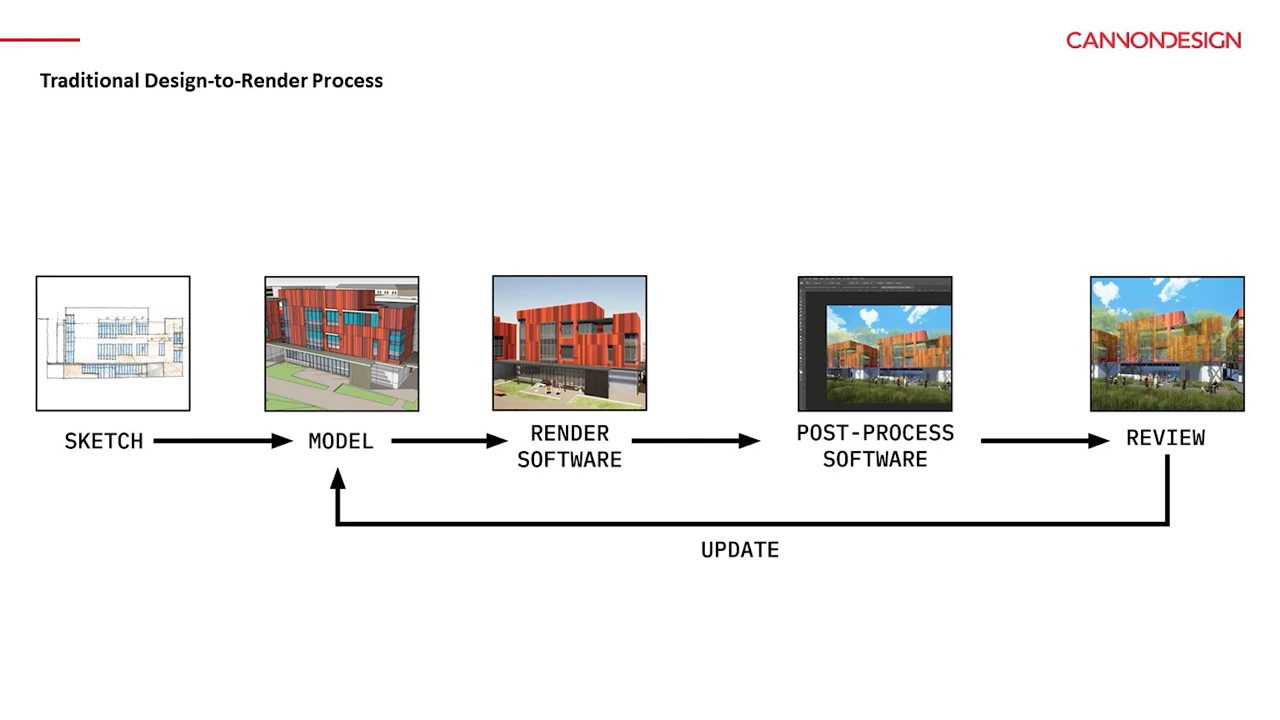 CANNONDESIGN
Traditional Design-to-Render Process
SKETCH
MODEL
RENDER
SOFTWARE
POST-PROCESS
SOFTWARE
REVIEW
UPDATE